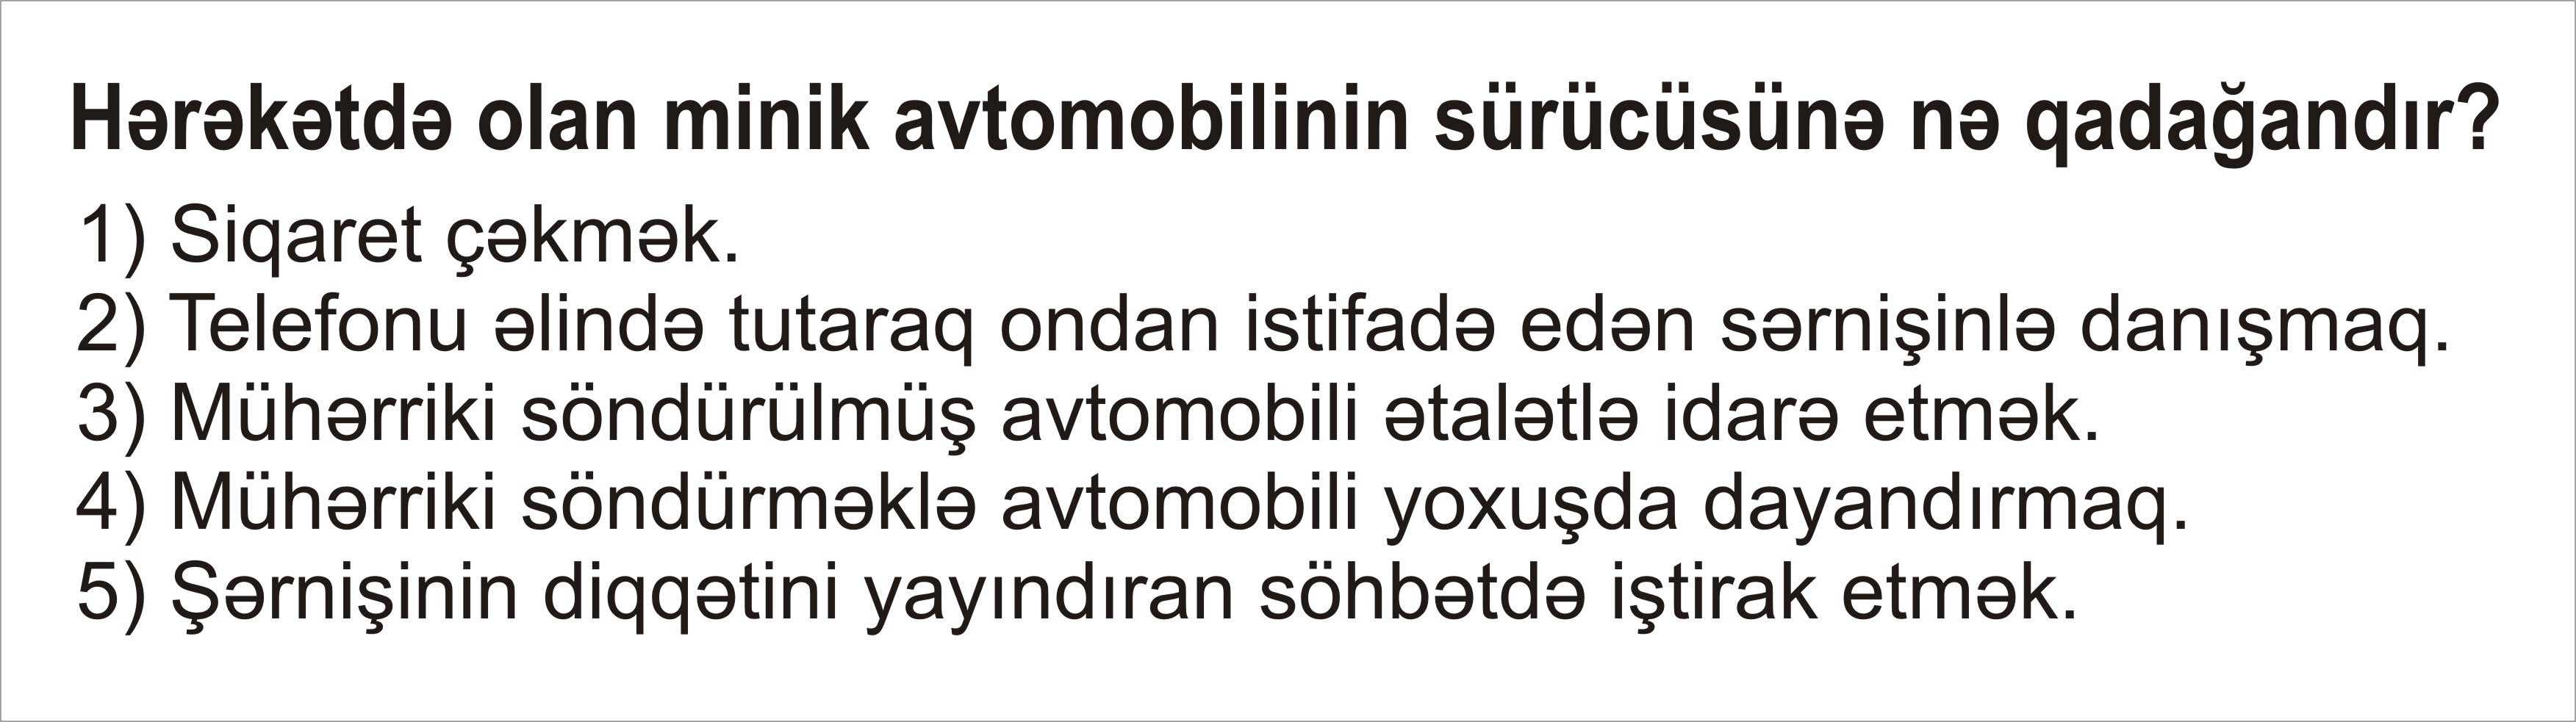 Hərəkətdə olan minik avtomobilinin sürücüsünə nə qadağandır?
1) Siqaret çəkmək.
2) Telefonu əlində tutaraq ondan istifadə edən sərnişinlə danışmaq.
3) Mühərriki söndürülmüş avtomobili ətalətlə idarə etmək.
4) Mühərriki söndürməklə avtomobili yoxuşda dayandırmaq.
5) Şərnişinin diqqətini yayındıran söhbətdə iştirak etmək.